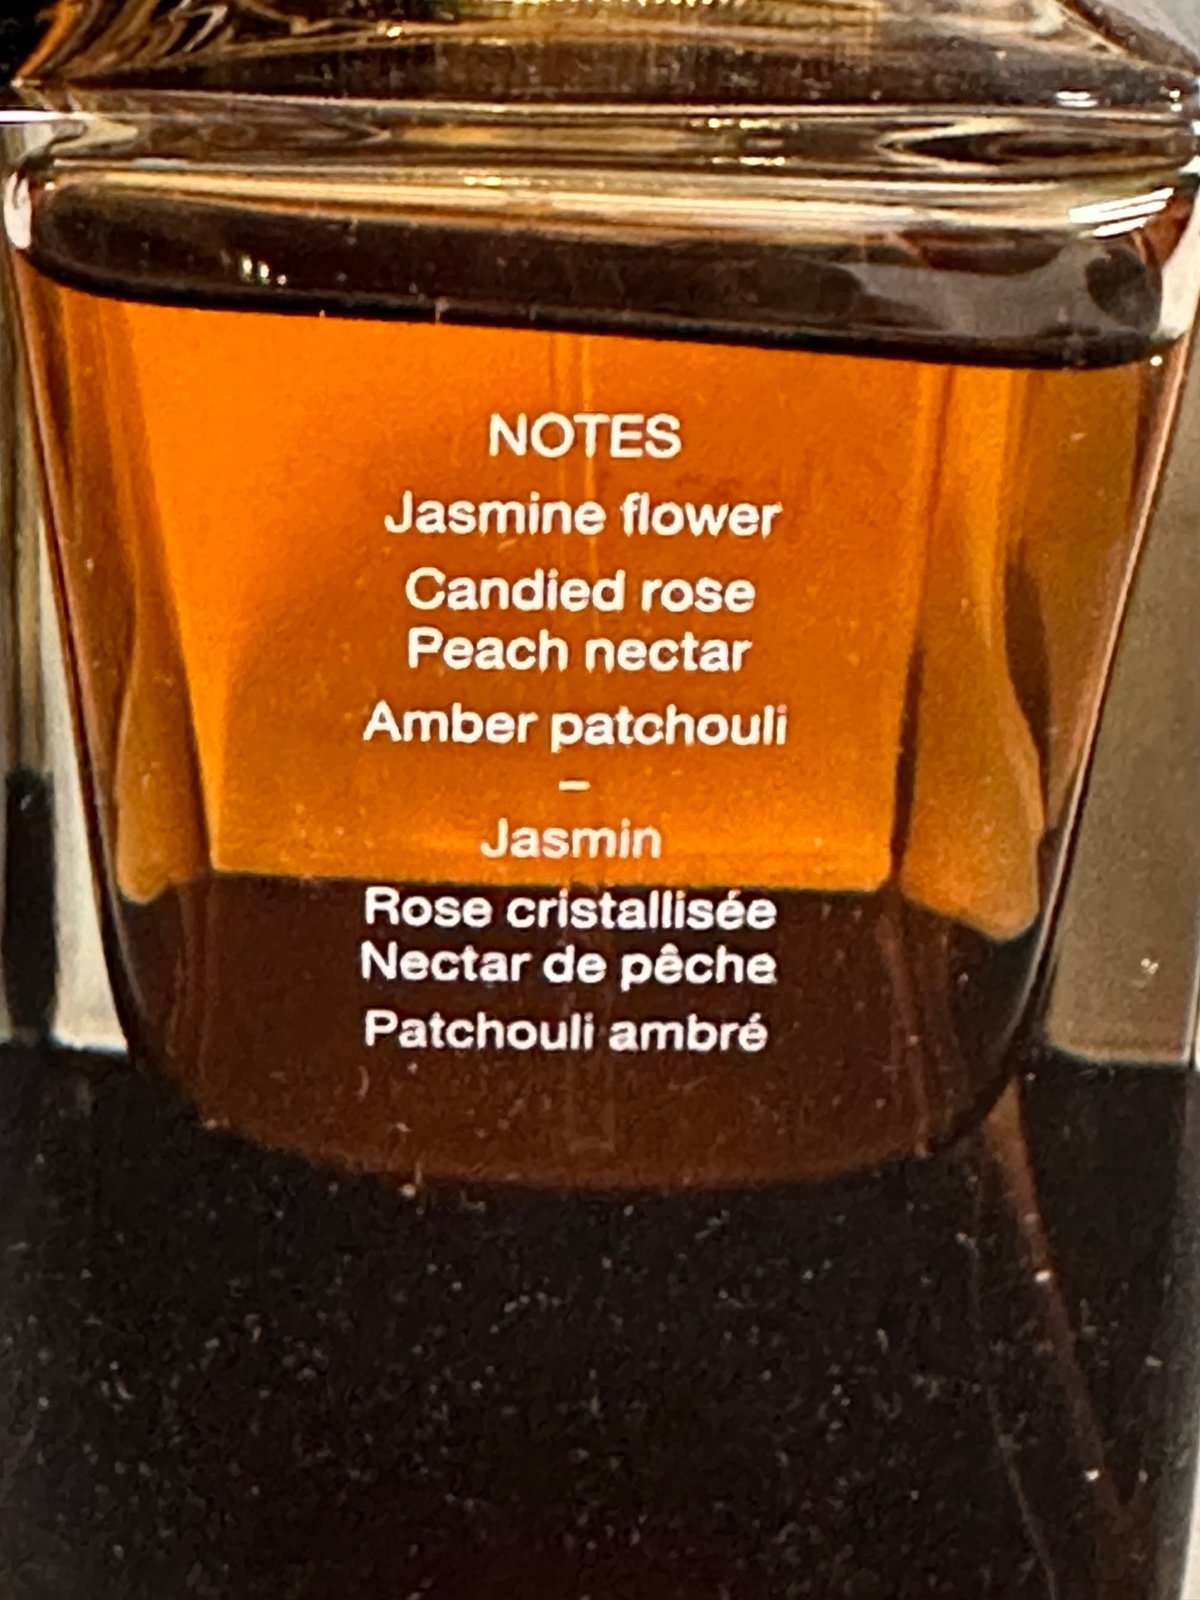 NOTES
Jasmine flower
Candied rose
Peach nectar
Amber patchouli
–
Jasmin
Rose cristallisée
Nectar de pêche
Patchouli ambré